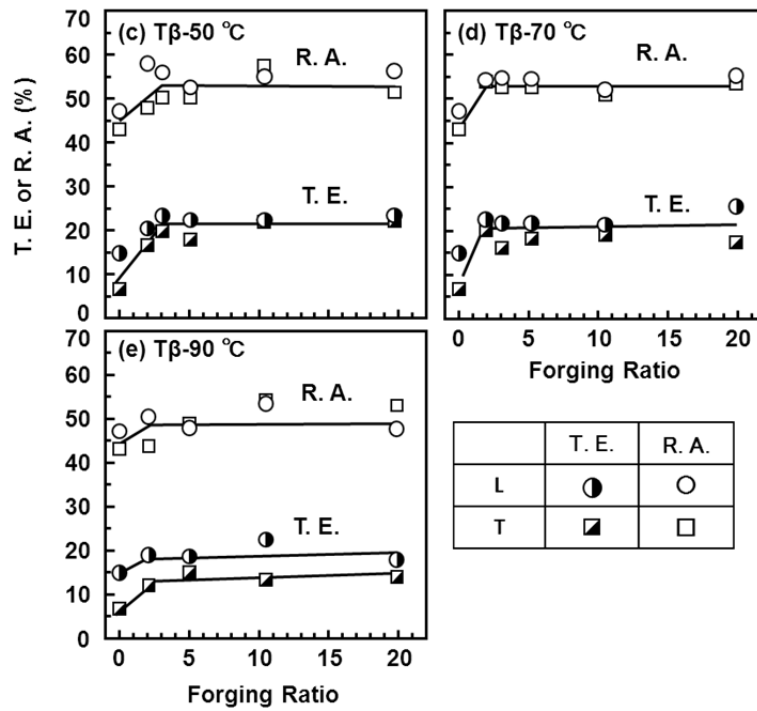 T. E. or R. A. (%)
70
60
50
40
30
20
10
0
(c) Tβ-50 °C
R. A.
T. E.
(d) Tβ-70 °C
R. A.
T. E.
0
5
10
15
20
Forging Ratio
70
60
50
40
30
20
10
0
(e) Tβ-90 °C
R. A.
T. E.
0
5
10
15
20
Forging Ratio
T. E. R. A.
L
T